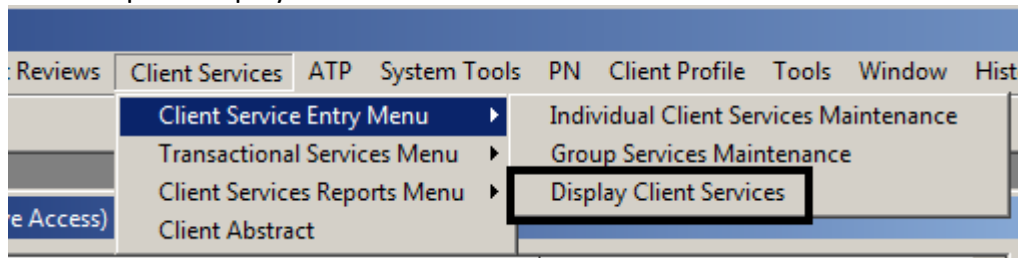 Reviews Client Services ATP System Tools PN Client Profile Tools Window Hist
Client Service Entry Menu Individual Client Services Maintenance
Transactional Services Menu Group Services Maintenance
Client Services Reports Menu Display Client Services
e Access) Client Abstract